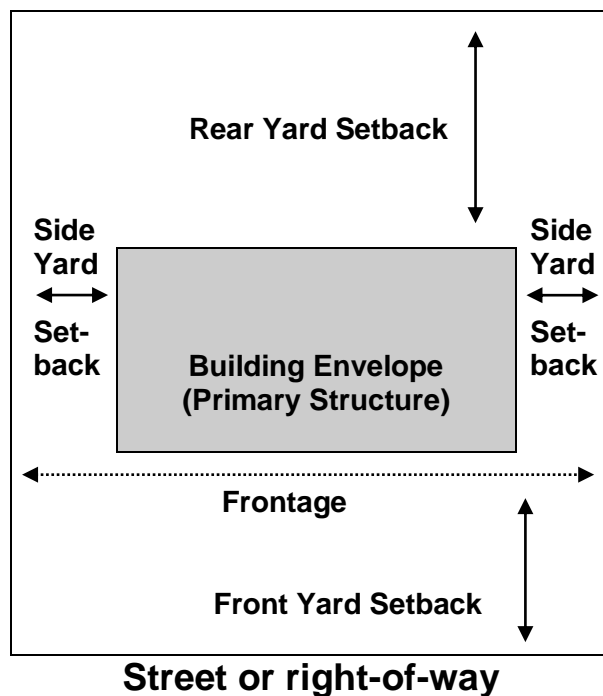 Rear Yard Setback
Side
Yard
Set-
back
Side
Yard
Set-
back
Building Envelope
(Primary Structure)
Frontage
Front Yard Setback
Street or right-of-way